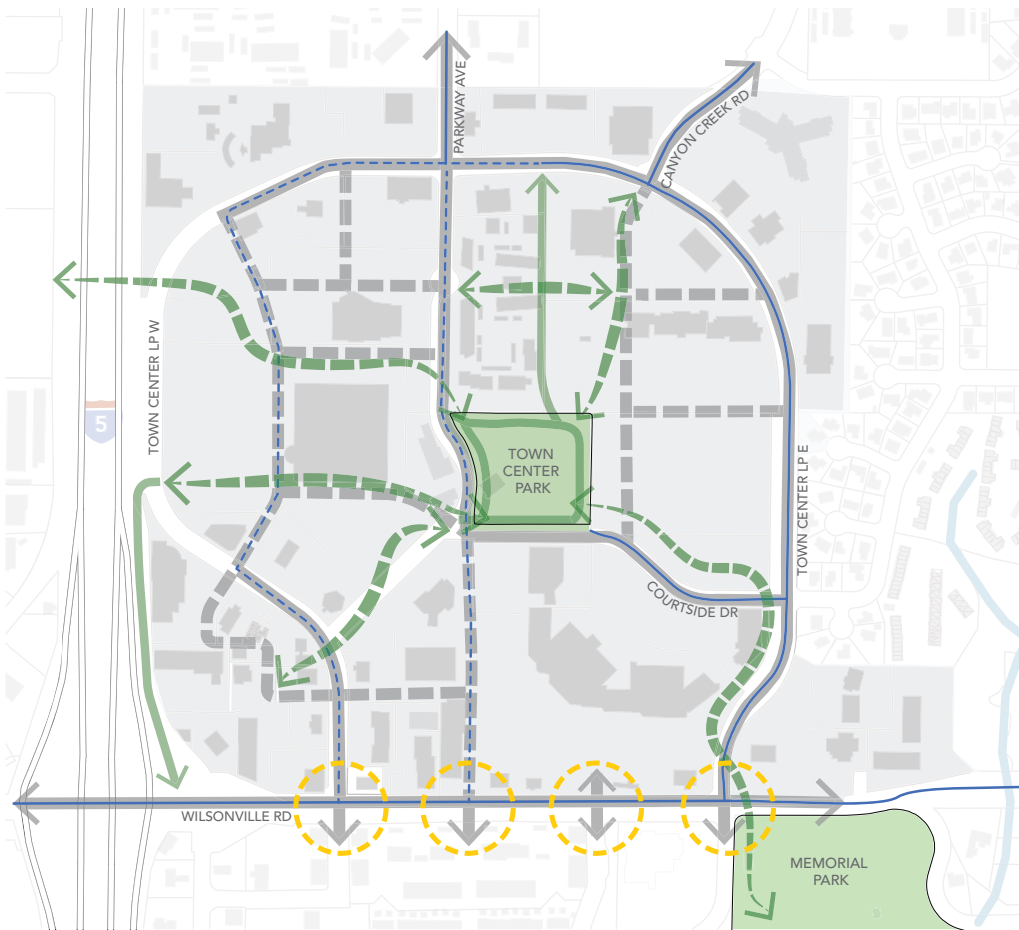 PARKWAY AVE
CANYON CREEK RD
TOWN CENTER LP W
5
TOWN
CENTER
PARK
TOWN CENTER LP E
COURTSIDE DR
WILSONVILLE RD
MEMORIAL
PARK